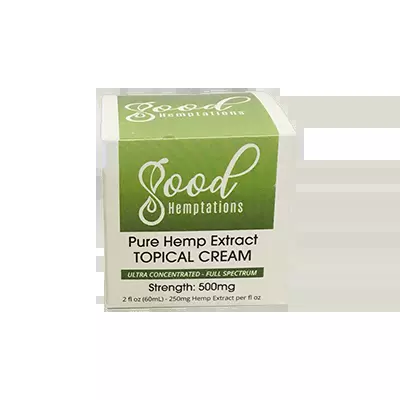 good
Hemptations
good
Hemptations
Pure Hemp Extract
TOPICAL CREAM
ULTRA CONCENTRATED - FULL SPECTRUM
Strength: 500mg
2 fl oz (60mL) - 250mg Hemp Extract per fl oz